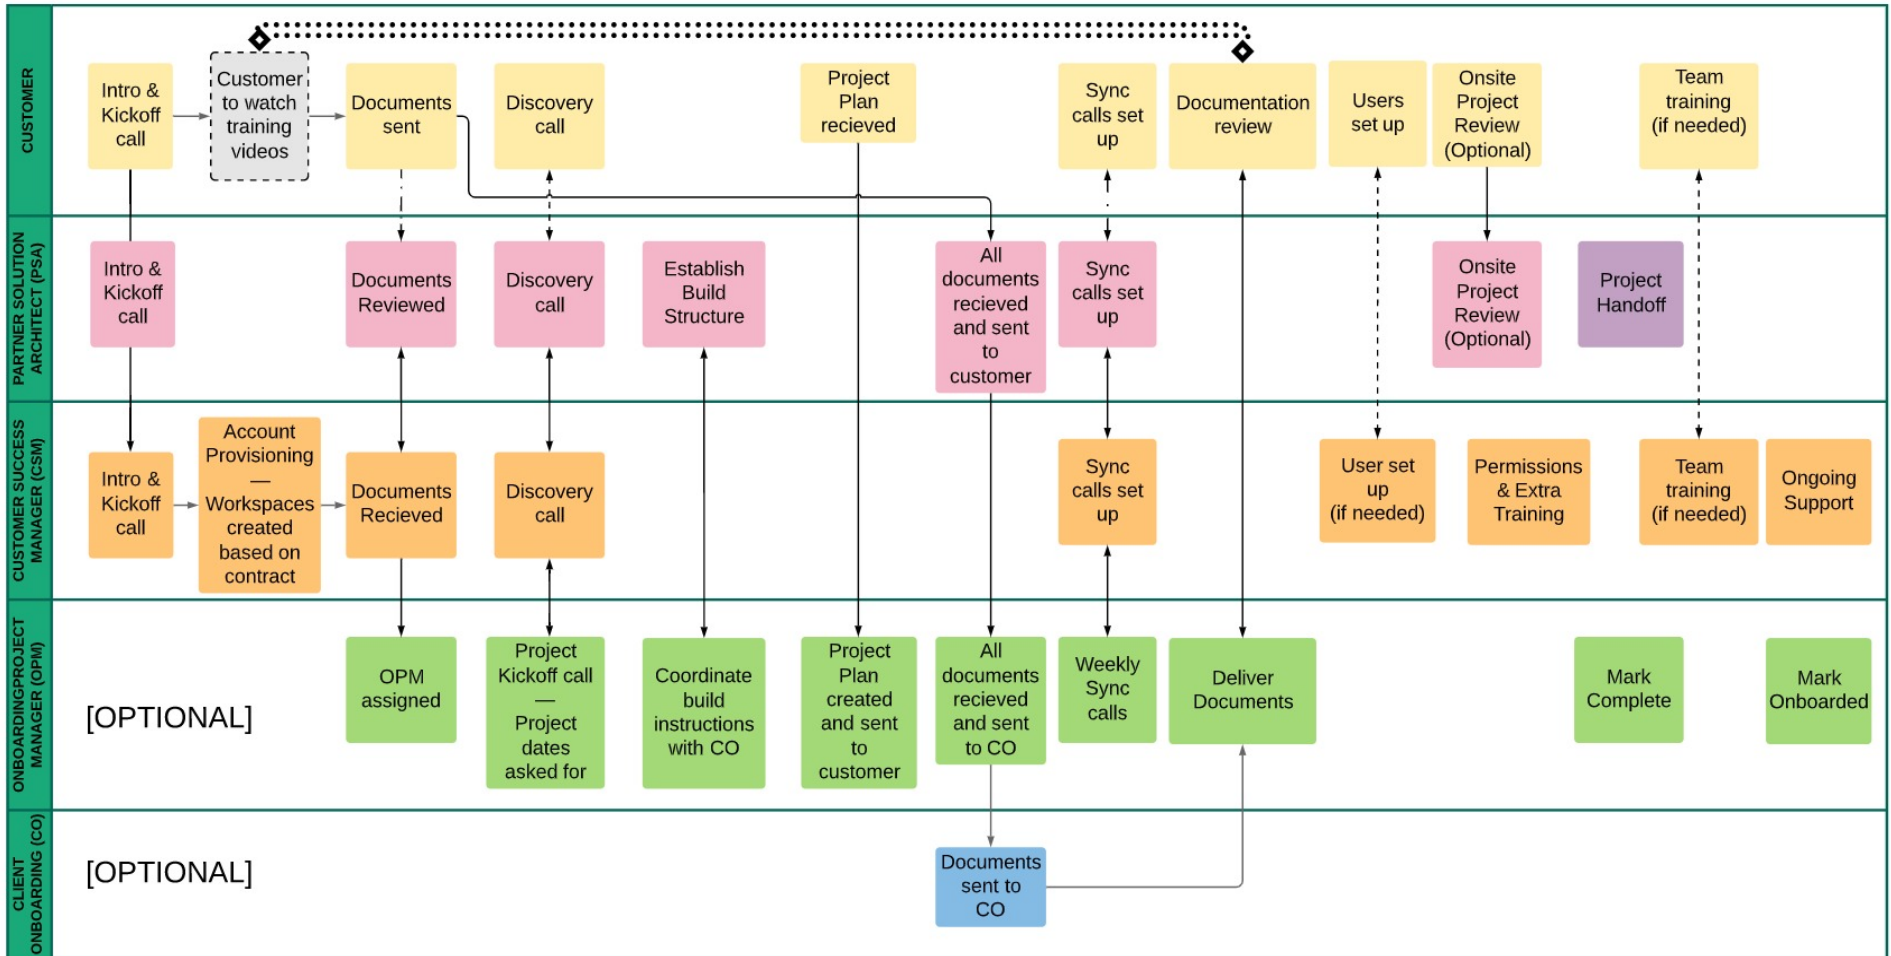 CUSTOMER
Intro &
Kickoff
call
Customer
to watch
training
videos
Documents
sent
Discovery
call
Project
Plan
recieved
Sync
calls set
up
Documentation
review
Users
set up
Onsite
Project
Review
(Optional)
Team
training
(if needed)
PARTNER SOLUTION
ARCHITECT (PSA)
Intro &
Kickoff
call
Documents
Reviewed
Discovery
call
Establish
Build
Structure
All
documents
recieved
and sent
to
customer
Sync
calls set
up
Onsite
Project
Review
(Optional)
Project
Handoff
CUSTOMER SUCCESS
MANAGER (CSM)
Intro &
Kickoff
call
Account
Provisioning
—
Workspaces
created
based on
contract
Documents
Recieved
Discovery
call
Sync
calls set
up
User set
up
(if needed)
Permissions
& Extra
Training
Team
training
(if needed)
Ongoing
Support
ONBOARDINGPROJECT
MANAGER (OPM)
[OPTIONAL]
OPM
assigned
Project
Kickoff call
—
Project
dates
asked for
Coordinate
build
instructions
with CO
Project
Plan
created
and sent
to
customer
All
documents
recieved
and sent
to CO
Weekly
Sync
calls
Deliver
Documents
Mark
Complete
Mark
Onboarded
CLIENT
ONBOARDING (CO)
[OPTIONAL]
Documents
sent to
CO